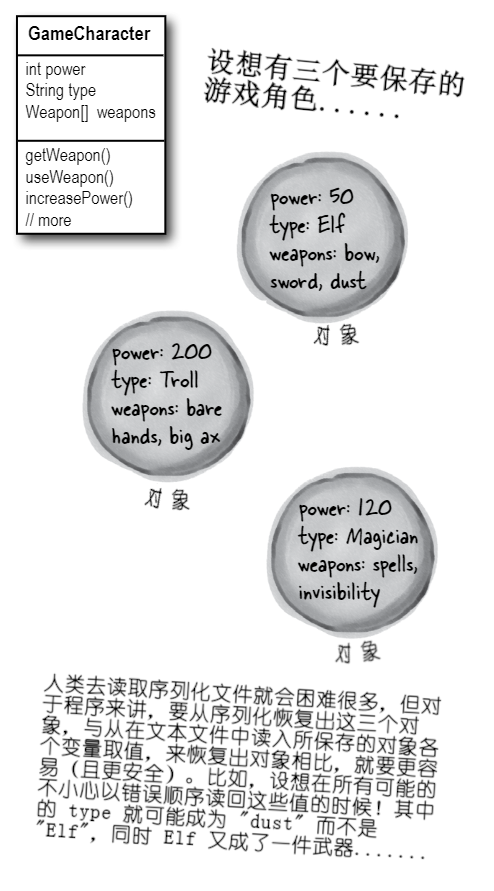 GameCharacter
int power
String type
Weapon[] weapons
getWeapon()
useWeapon()
increasePower()
// more
设想有三个要保存的
游戏角色......
power: 50
type: Elf
weapons: bow,
sword, dust
对象
power: 200
type: Troll
weapons: bare
hands, big ax
对象
power: 120
type: Magician
weapons: spells,
invisibility
对象
人类去读取序列化文件就会困难很多，但对
于程序来讲，要从序列化恢复出这三个对
象，与从在文本文件中读入所保存的对象各
个变量取值，来恢复出对象相比，就要更容
易（且更安全）。比如，设想在所有可能的
不小心以错误顺序读回这些值的时候！其中
的 type 就可能成为 "dust" 而不是
"Elf"，同时 Elf 又成了一件武器.......